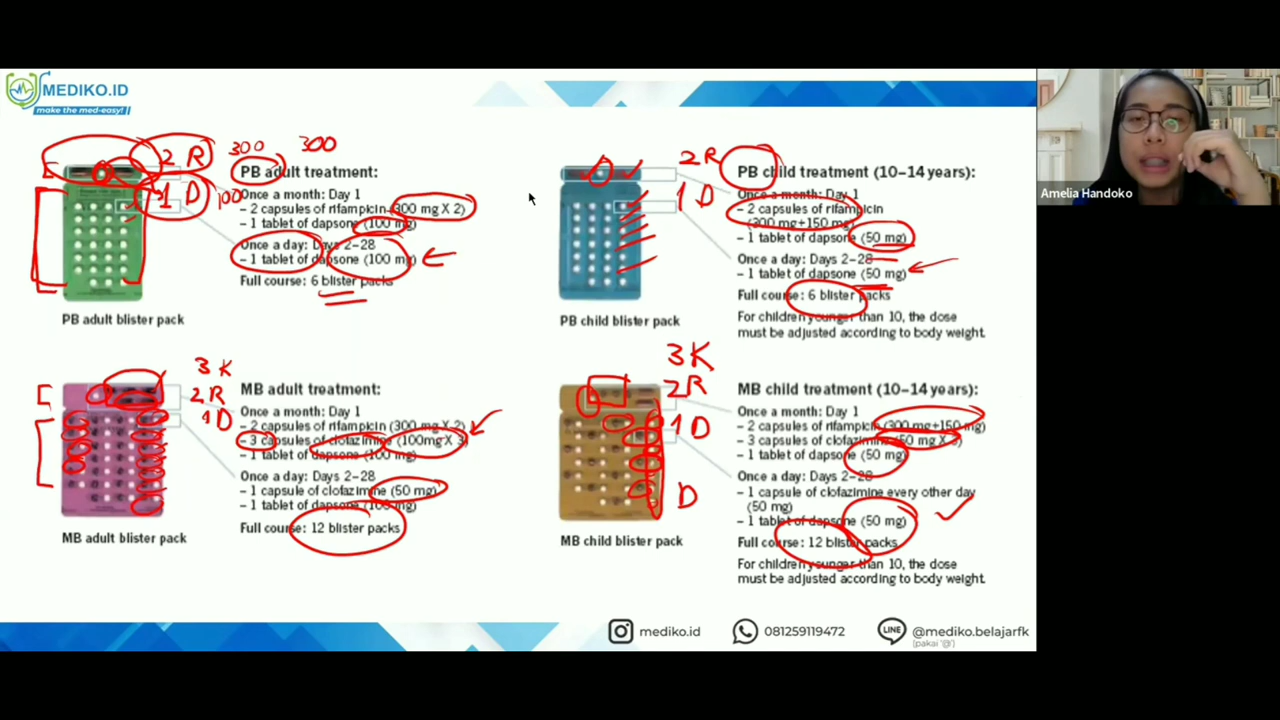 MEDIKO.ID
make the med-easy!
2 R
300
300
1 D
100
PB adult treatment:
Once a month: Day 1
– 2 capsules of rifampicin (300 mg X 2)
– 1 tablet of dapsone (100 mg)
Once a day: Days 2–28
– 1 tablet of dapsone (100 mg)
Full course: 6 blister packs
PB adult blister pack
2R
1 D
PB child treatment (10–14 years):
Once a month: Day 1
– 2 capsules of rifampicin
(300 mg+150 mg)
– 1 tablet of dapsone (50 mg)
Once a day: Days 2–28
– 1 tablet of dapsone (50 mg)
Full course: 6 blister packs
For children younger than 10, the dose
must be adjusted according to body weight.
PB child blister pack
3 K
2 R
1 D
MB adult treatment:
Once a month: Day 1
– 2 capsules of rifampicin (300 mg X 2)
– 3 capsules of clofazimine (100mg X 3)
– 1 tablet of dapsone (100 mg)
Once a day: Days 2–28
– 1 capsule of clofazimine (50 mg)
– 1 tablet of dapsone (100 mg)
Full course: 12 blister packs
MB adult blister pack
3K
2R
1 D
D
MB child treatment (10–14 years):
Once a month: Day 1
– 2 capsules of rifampicin (300 mg+150 mg)
– 3 capsules of clofazimine (50 mg X 3)
– 1 tablet of dapsone (50 mg)
Once a day: Days 2–28
– 1 capsule of clofazimine every other day
(50 mg)
– 1 tablet of dapsone (50 mg)
Full course: 12 blister packs
For children younger than 10, the dose
must be adjusted according to body weight.
MB child blister pack
mediko.id
081259119472
LINE
@mediko.belajarfk
(pakai '@')
Amelia Handoko